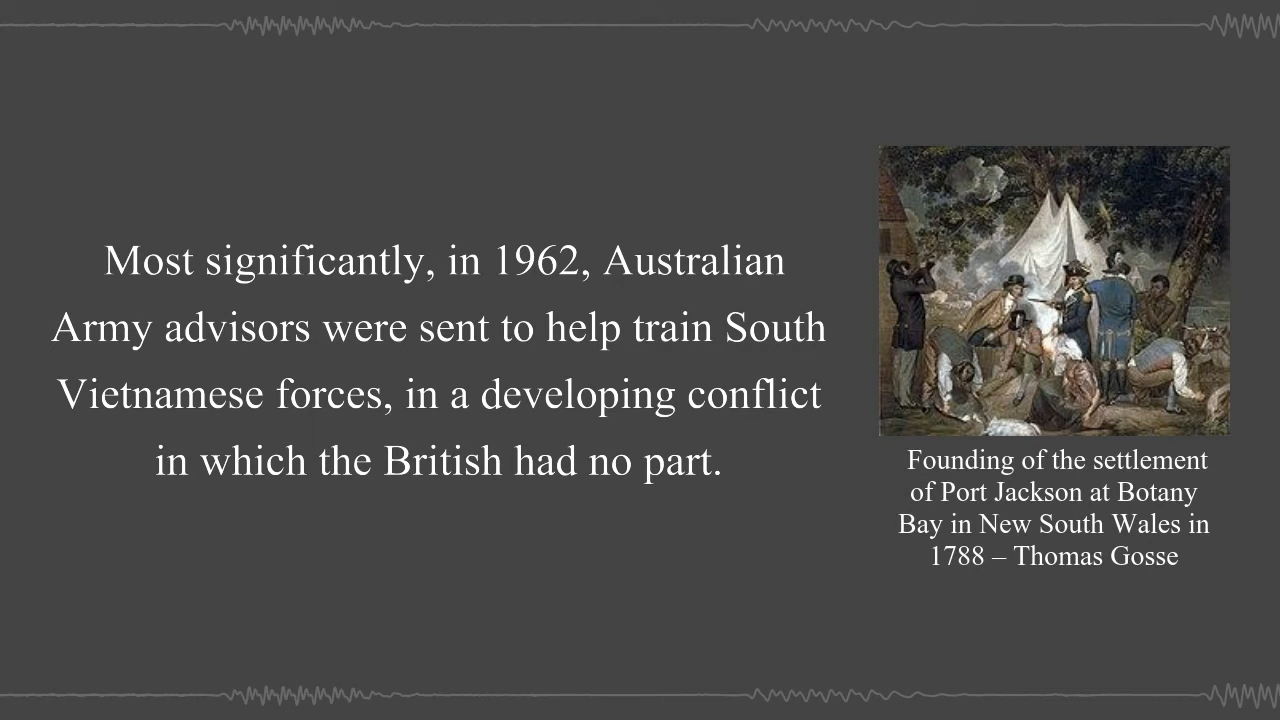 Most significantly, in 1962, Australian
Army advisors were sent to help train South
Vietnamese forces, in a developing conflict
in which the British had no part.
Founding of the settlement
of Port Jackson at Botany
Bay in New South Wales in
1788 – Thomas Gosse